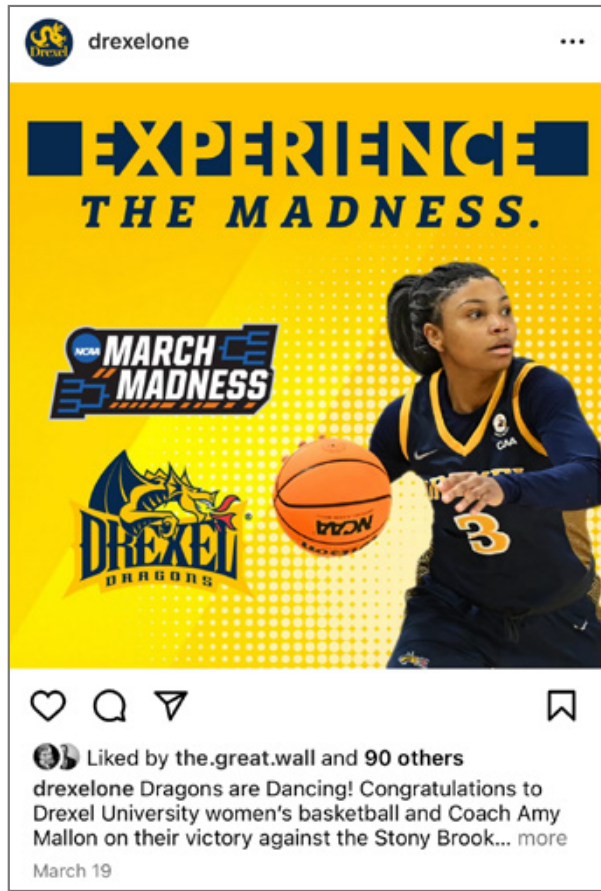 Drexel
drexelone
EXPERIENCE
THE MADNESS.
NCAA MARCH
MADNESS
DREXEL
DRAGONS
®
CAA
DREXEL
3
NCAA
Liked by the.great.wall and 90 others
drexelone Dragons are Dancing! Congratulations to
Drexel University women's basketball and Coach Amy
Mallon on their victory against the Stony Brook... more
March 19